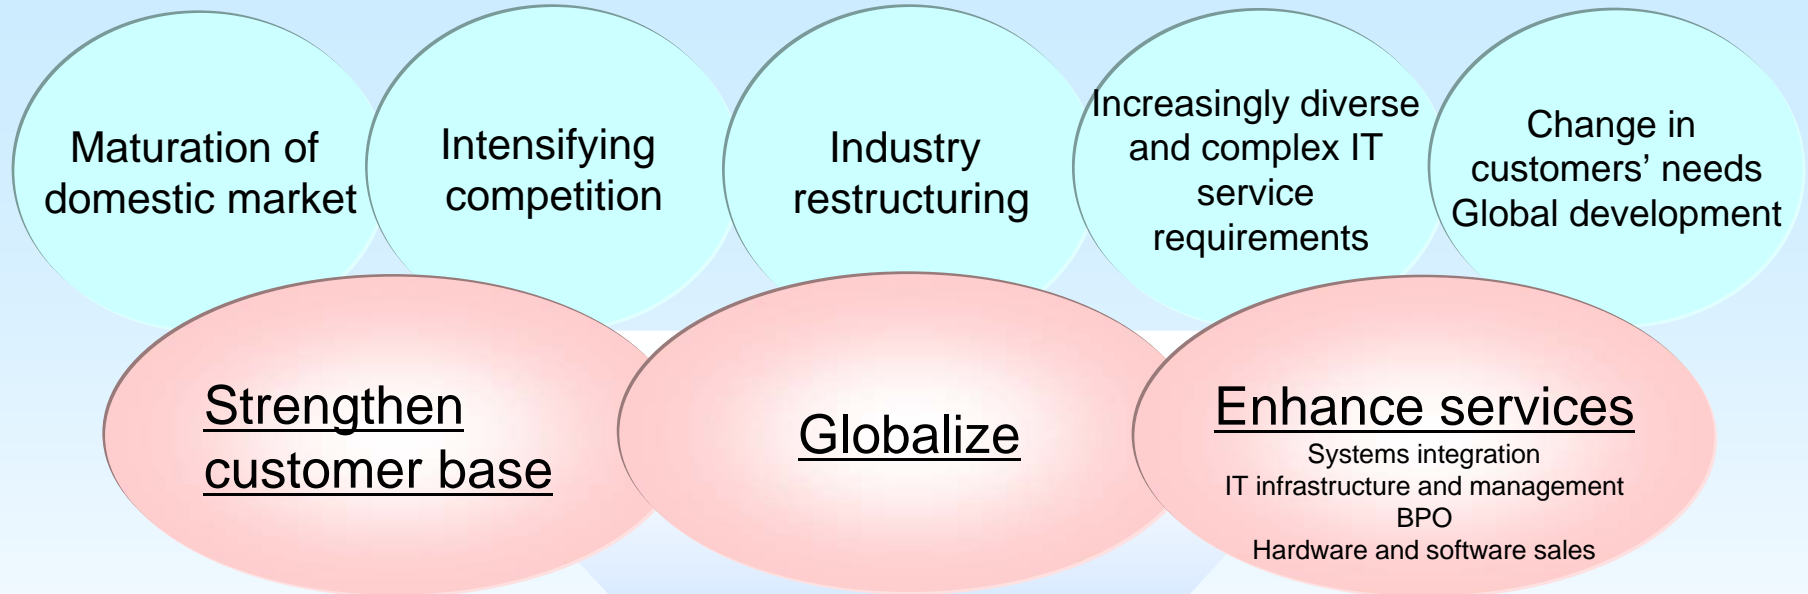 Maturation of
domestic market
Intensifying
competition
Industry
restructuring
Increasingly diverse
and complex IT
service
requirements
Change in
customers’ needs
Global development
Strengthen
customer base
Globalize
Enhance services
Systems integration
IT infrastructure and management
BPO
Hardware and software sales